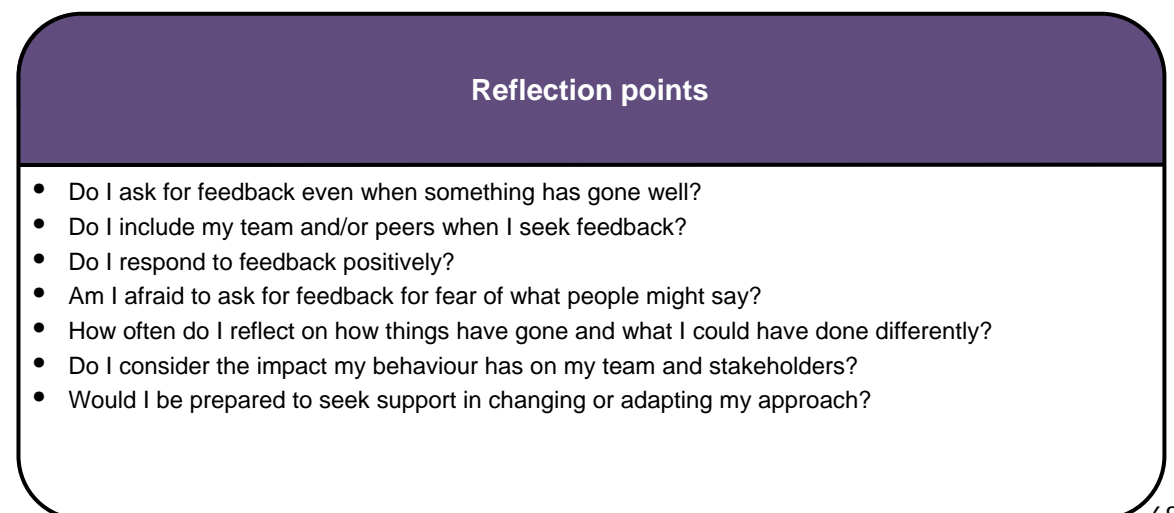 Reflection points
• Do I ask for feedback even when something has gone well?
• Do I include my team and/or peers when I seek feedback?
• Do I respond to feedback positively?
• Am I afraid to ask for feedback for fear of what people might say?
• How often do I reflect on how things have gone and what I could have done differently?
• Do I consider the impact my behaviour has on my team and stakeholders?
• Would I be prepared to seek support in changing or adapting my approach?